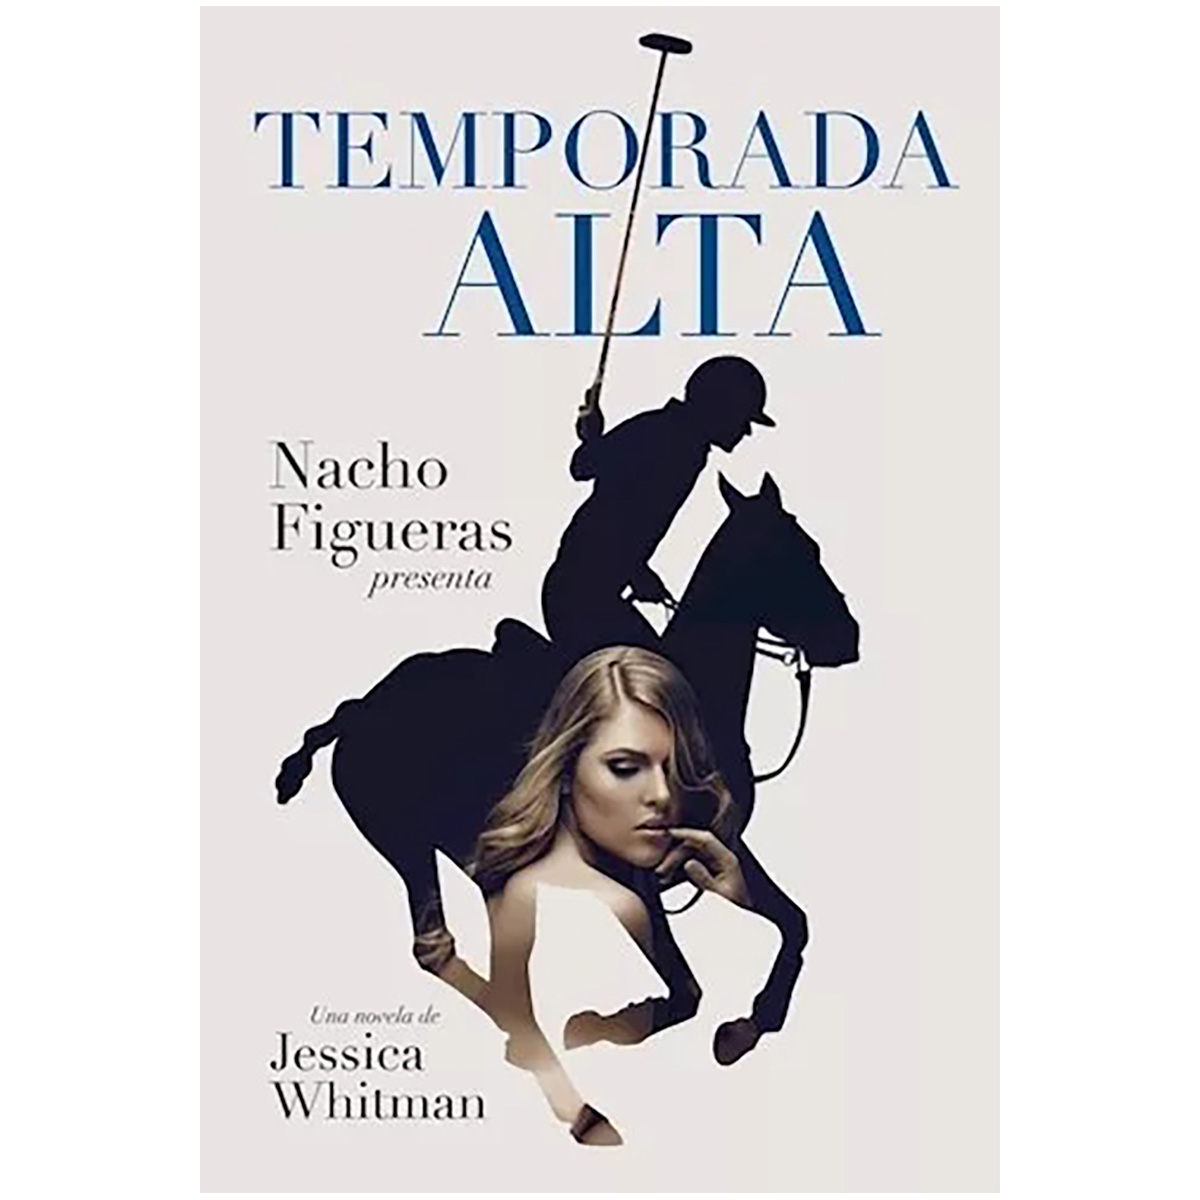 TEMPORADA
ALTA
Nacho
Figueras
presenta
Una novela de
Jessica
Whitman